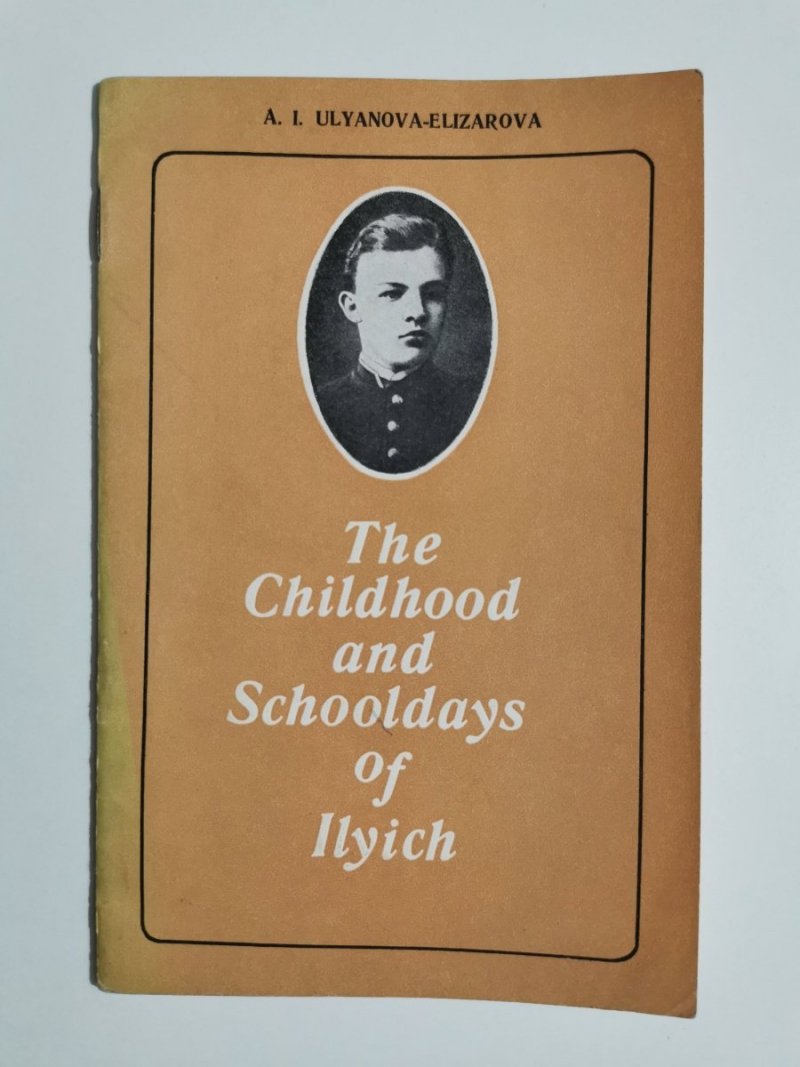 A. I. ULYANOVA-ELIZAROVA
The
Childhood
and
Schooldays
of
Ilyich